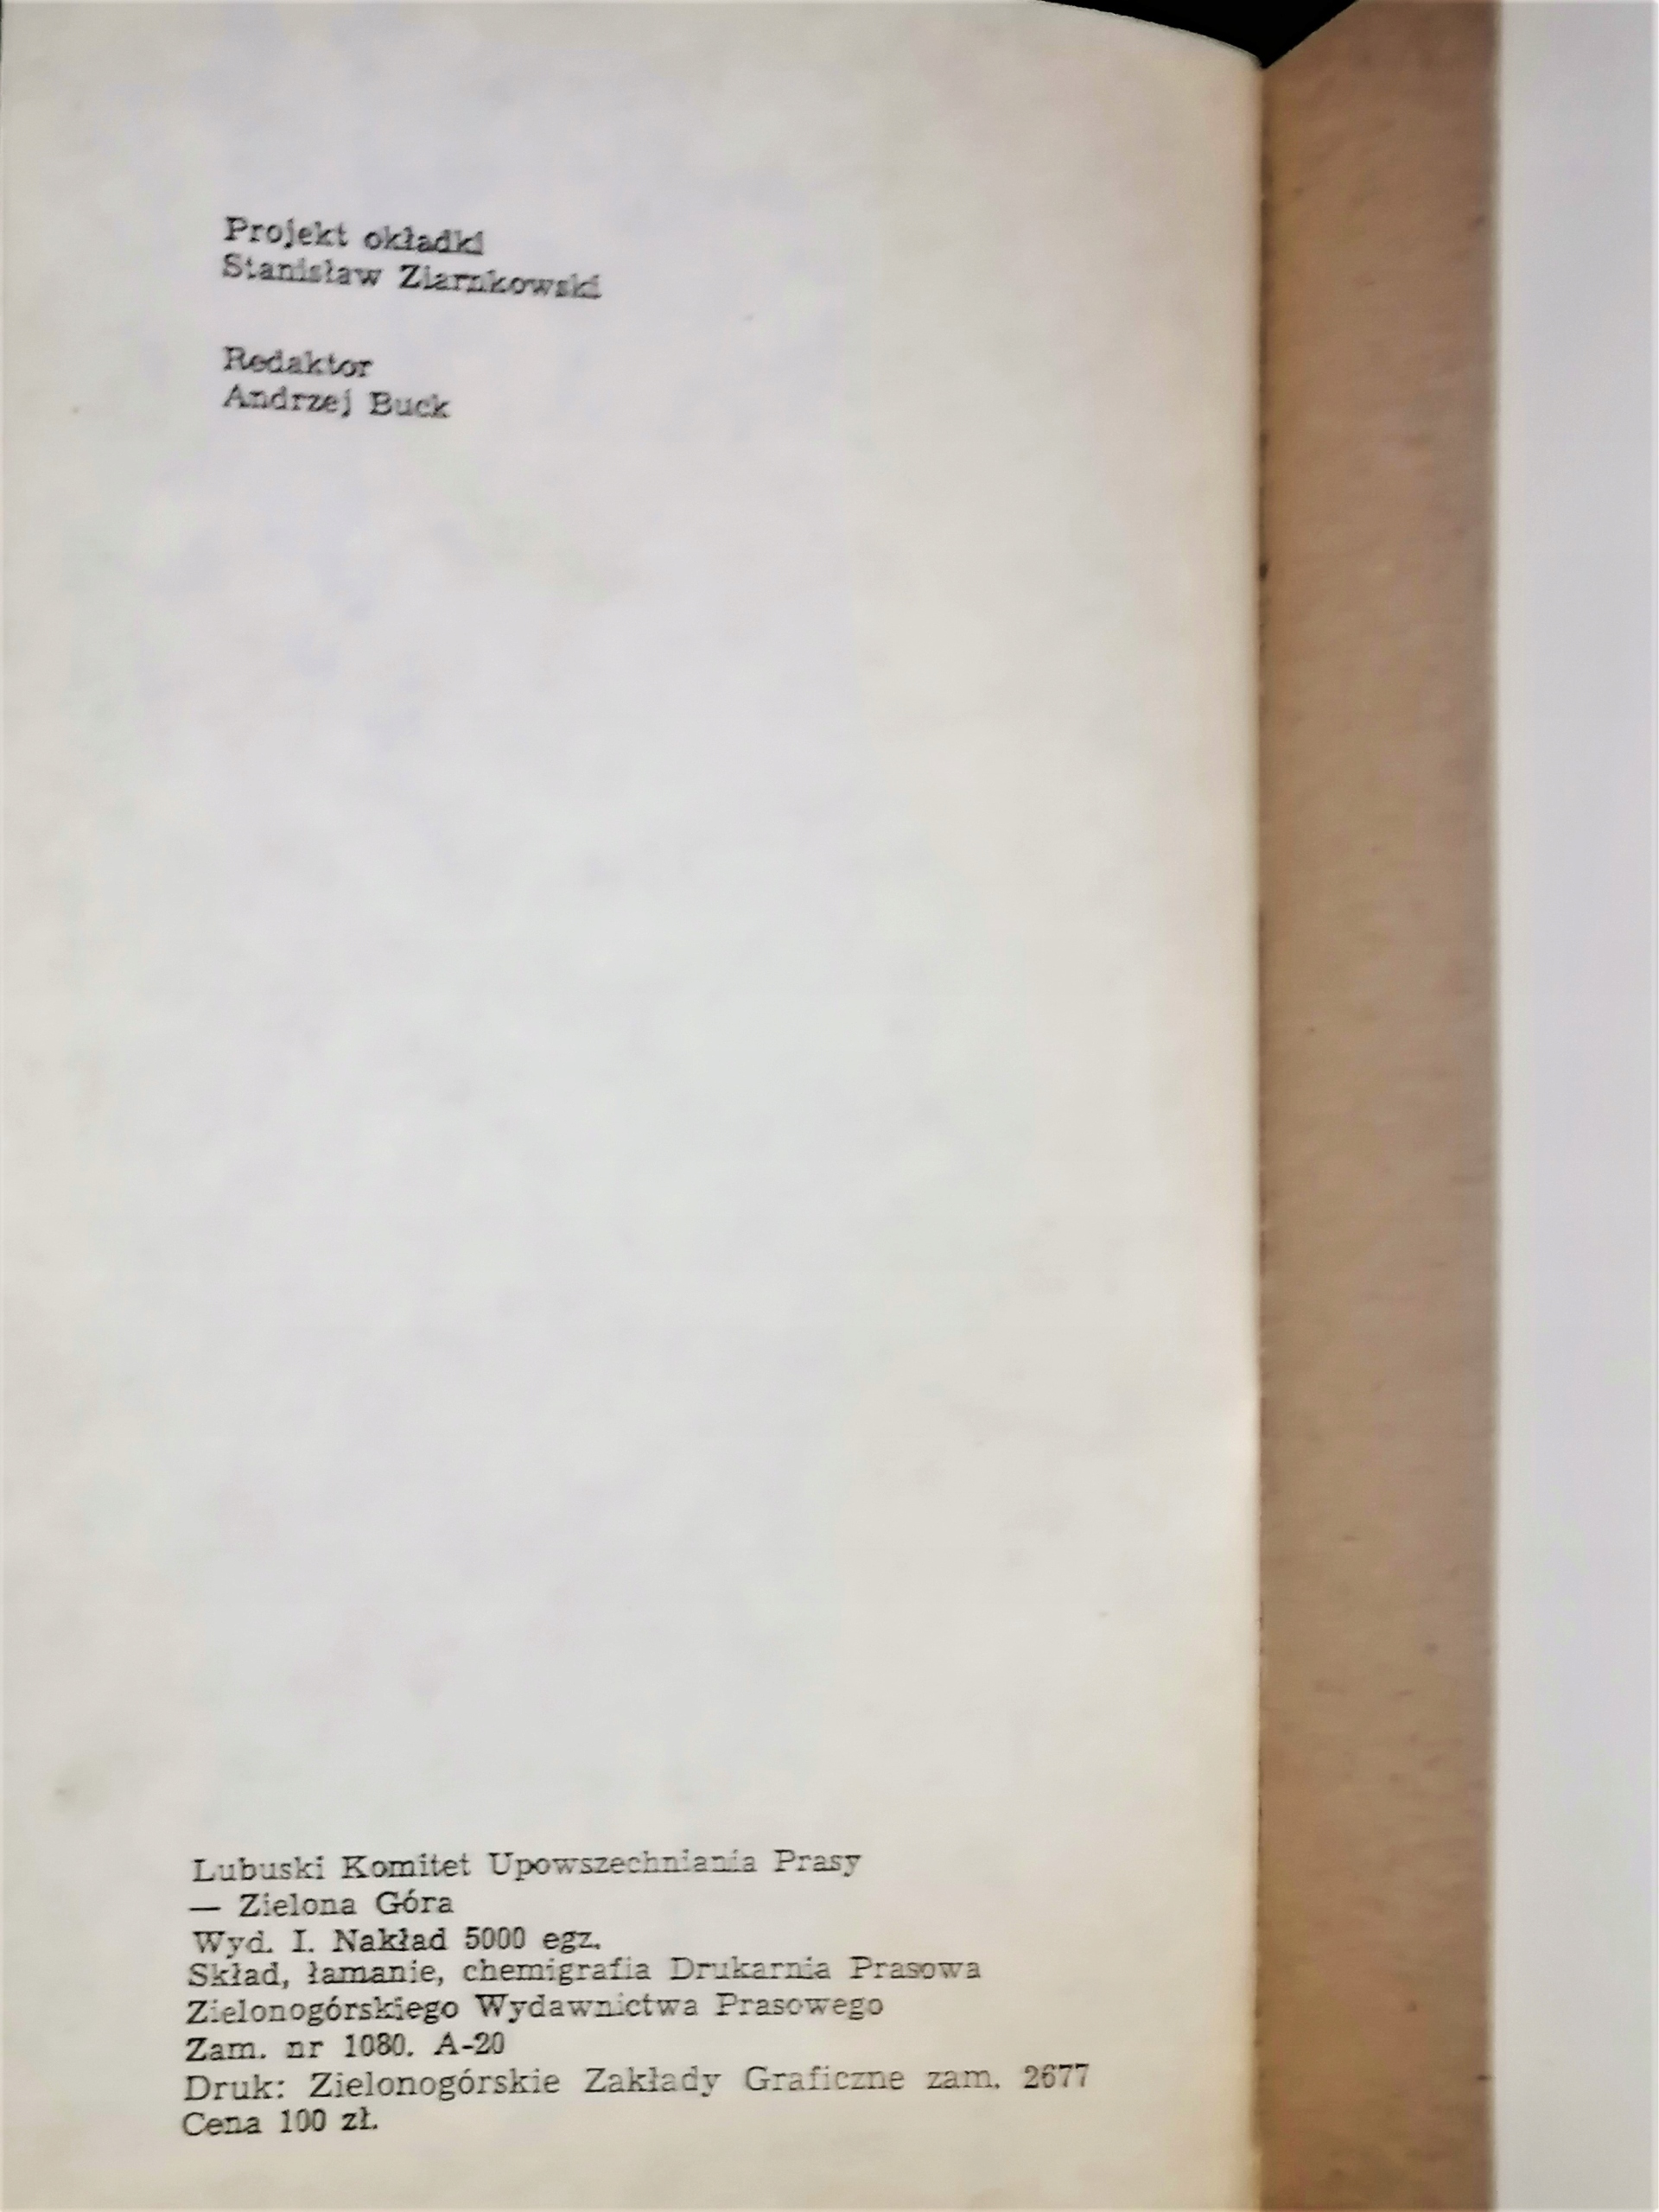 Projekt okładki
Stanisław Ziarnkowski
Redaktor
Andrzej Buck
Lubuski Komitet Upowszechniania Prasy
— Zielona Góra
Wyd. I. Nakład 5000 egz.
Skład, łamanie, chemigrafia Drukarnia Prasowa
Zielonogórskiego Wydawnictwa Prasowego
Zam. nr 1080. A-20
Druk: Zielonogórskie Zakłady Graficzne zam. 2677
Cena 100 zł.